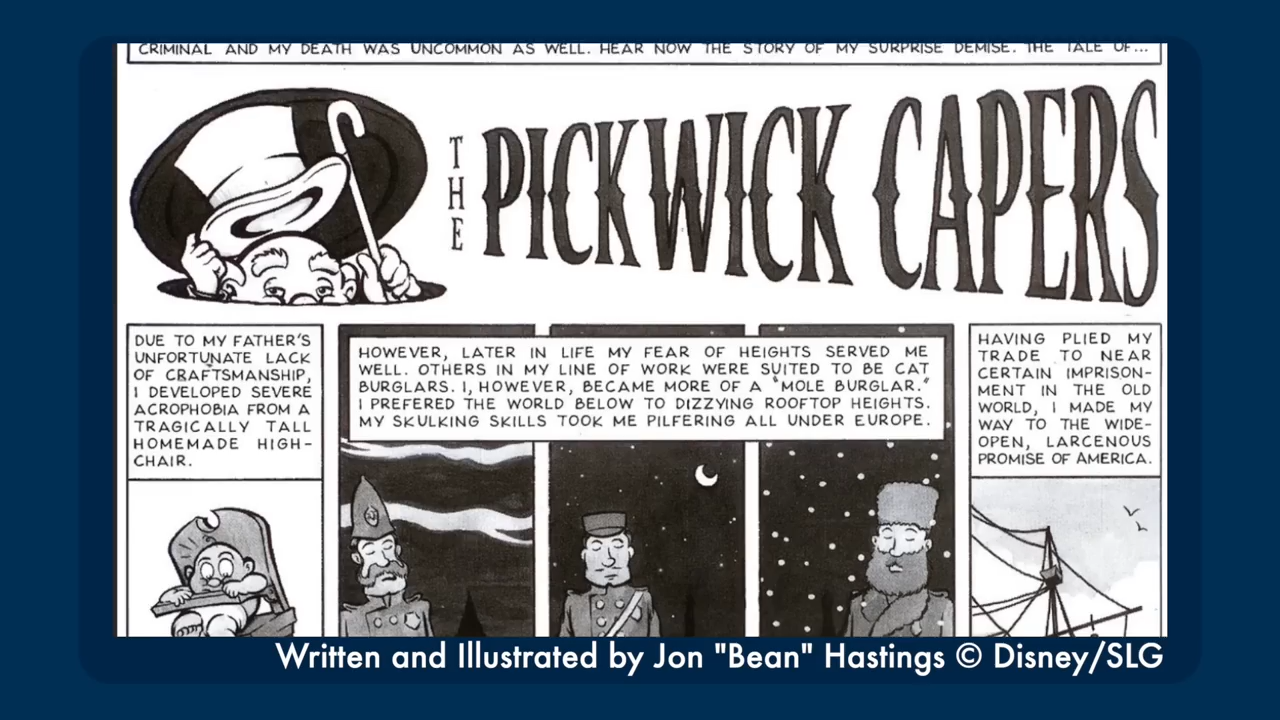 CRIMINAL AND MY DEATH WAS UNCOMMON AS WELL. HEAR NOW THE STORY OF MY SURPRISE DEMISE. THE TALE OF...
THE
PICKWICK CAPERS
DUE TO MY FATHER'S
UNFORTUNATE LACK
OF CRAFTSMANSHIP,
I DEVELOPED SEVERE
ACROPHOBIA FROM A
TRAGICALLY TALL
HOMEMADE HIGH-
CHAIR.
HOWEVER, LATER IN LIFE MY FEAR OF HEIGHTS SERVED ME
WELL. OTHERS IN MY LINE OF WORK WERE SUITED TO BE CAT
BURGLARS. I, HOWEVER, BECAME MORE OF A "MOLE BURGLAR."
I PREFERED THE WORLD BELOW TO DIZZYING ROOFTOP HEIGHTS.
MY SKULKING SKILLS TOOK ME PILFERING ALL UNDER EUROPE.
HAVING PLIED MY
TRADE TO NEAR
CERTAIN IMPRISON-
MENT IN THE OLD
WORLD, I MADE MY
WAY TO THE WIDE-
OPEN, LARCENOUS
PROMISE OF AMERICA.
Written and Illustrated by Jon "Bean" Hastings © Disney/SLG